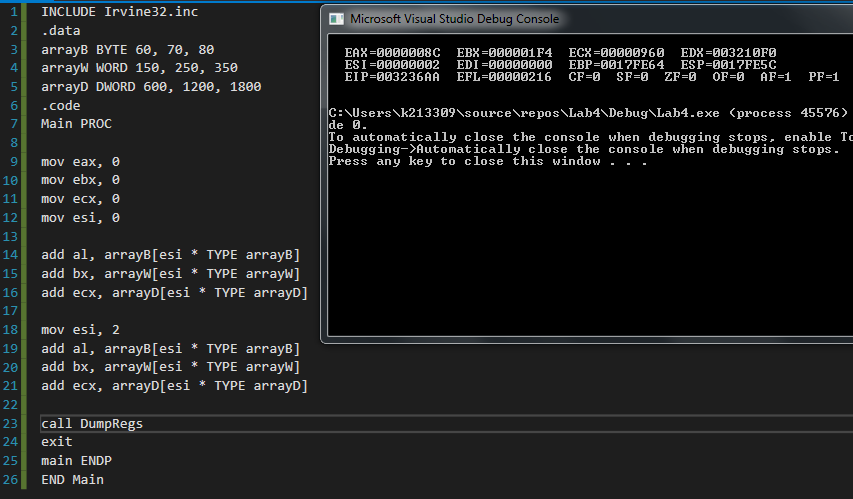 1 INCLUDE Irvine32.inc
2 .data
3 arrayB BYTE 60, 70, 80
4 arrayW WORD 150, 250, 350
5 arrayD DWORD 600, 1200, 1800
6 .code
7 Main PROC
8
9 mov eax, 0
10 mov ebx, 0
11 mov ecx, 0
12 mov esi, 0
13
14 add al, arrayB[esi * TYPE arrayB]
15 add bx, arrayW[esi * TYPE arrayW]
16 add ecx, arrayD[esi * TYPE arrayD]
17
18 mov esi, 2
19 add al, arrayB[esi * TYPE arrayB]
20 add bx, arrayW[esi * TYPE arrayW]
21 add ecx, arrayD[esi * TYPE arrayD]
22
23 call DumpRegs
24 exit
25 main ENDP
26 END Main
Microsoft Visual Studio Debug Console
EAX=0000008C EBX=000001F4 ECX=00000960 EDX=003210F0
ESI=00000002 EDI=00000000 EBP=0017FE64 ESP=0017FE5C
EIP=003236AA EFL=00000216 CF=0 SF=0 ZF=0 OF=0 AF=1 PF=1
C:\Users\k213309\source\repos\Lab4\Debug\Lab4.exe (process 45576)
de 0.
To automatically close the console when debugging stops, enable To
Debugging->Automatically close the console when debugging stops.
Press any key to close this window . . .